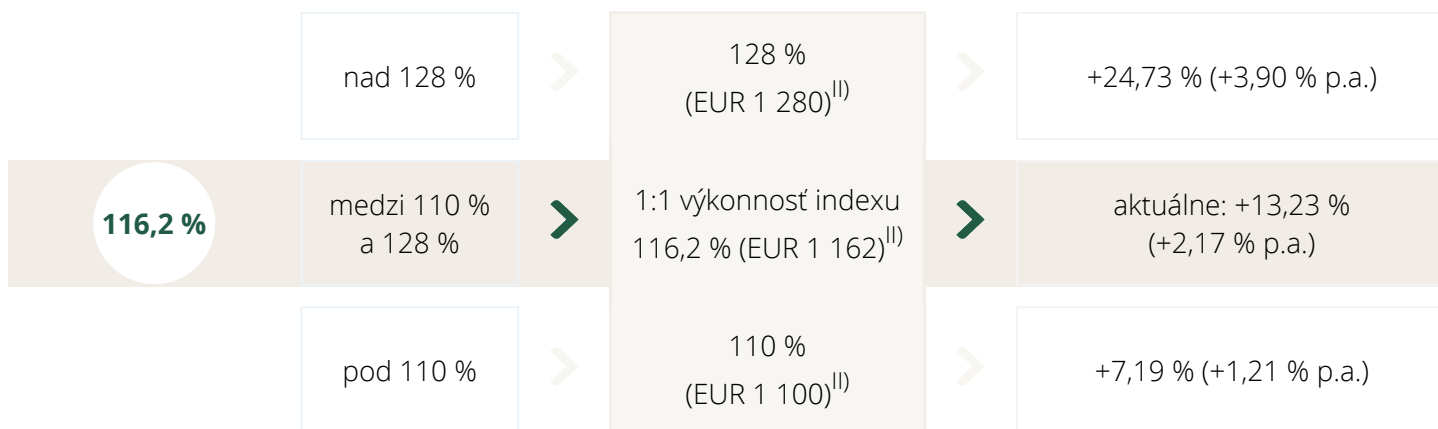 nad 128 %
128 %
(EUR 1 280)II)
+24,73 % (+3,90 % p.a.)
116,2 %
medzi 110 %
a 128 %
1:1 výkonnosť indexu
116,2 % (EUR 1 162)II)
aktuálne: +13,23 %
(+2,17 % p.a.)
pod 110 %
110 %
(EUR 1 100)II)
+7,19 % (+1,21 % p.a.)